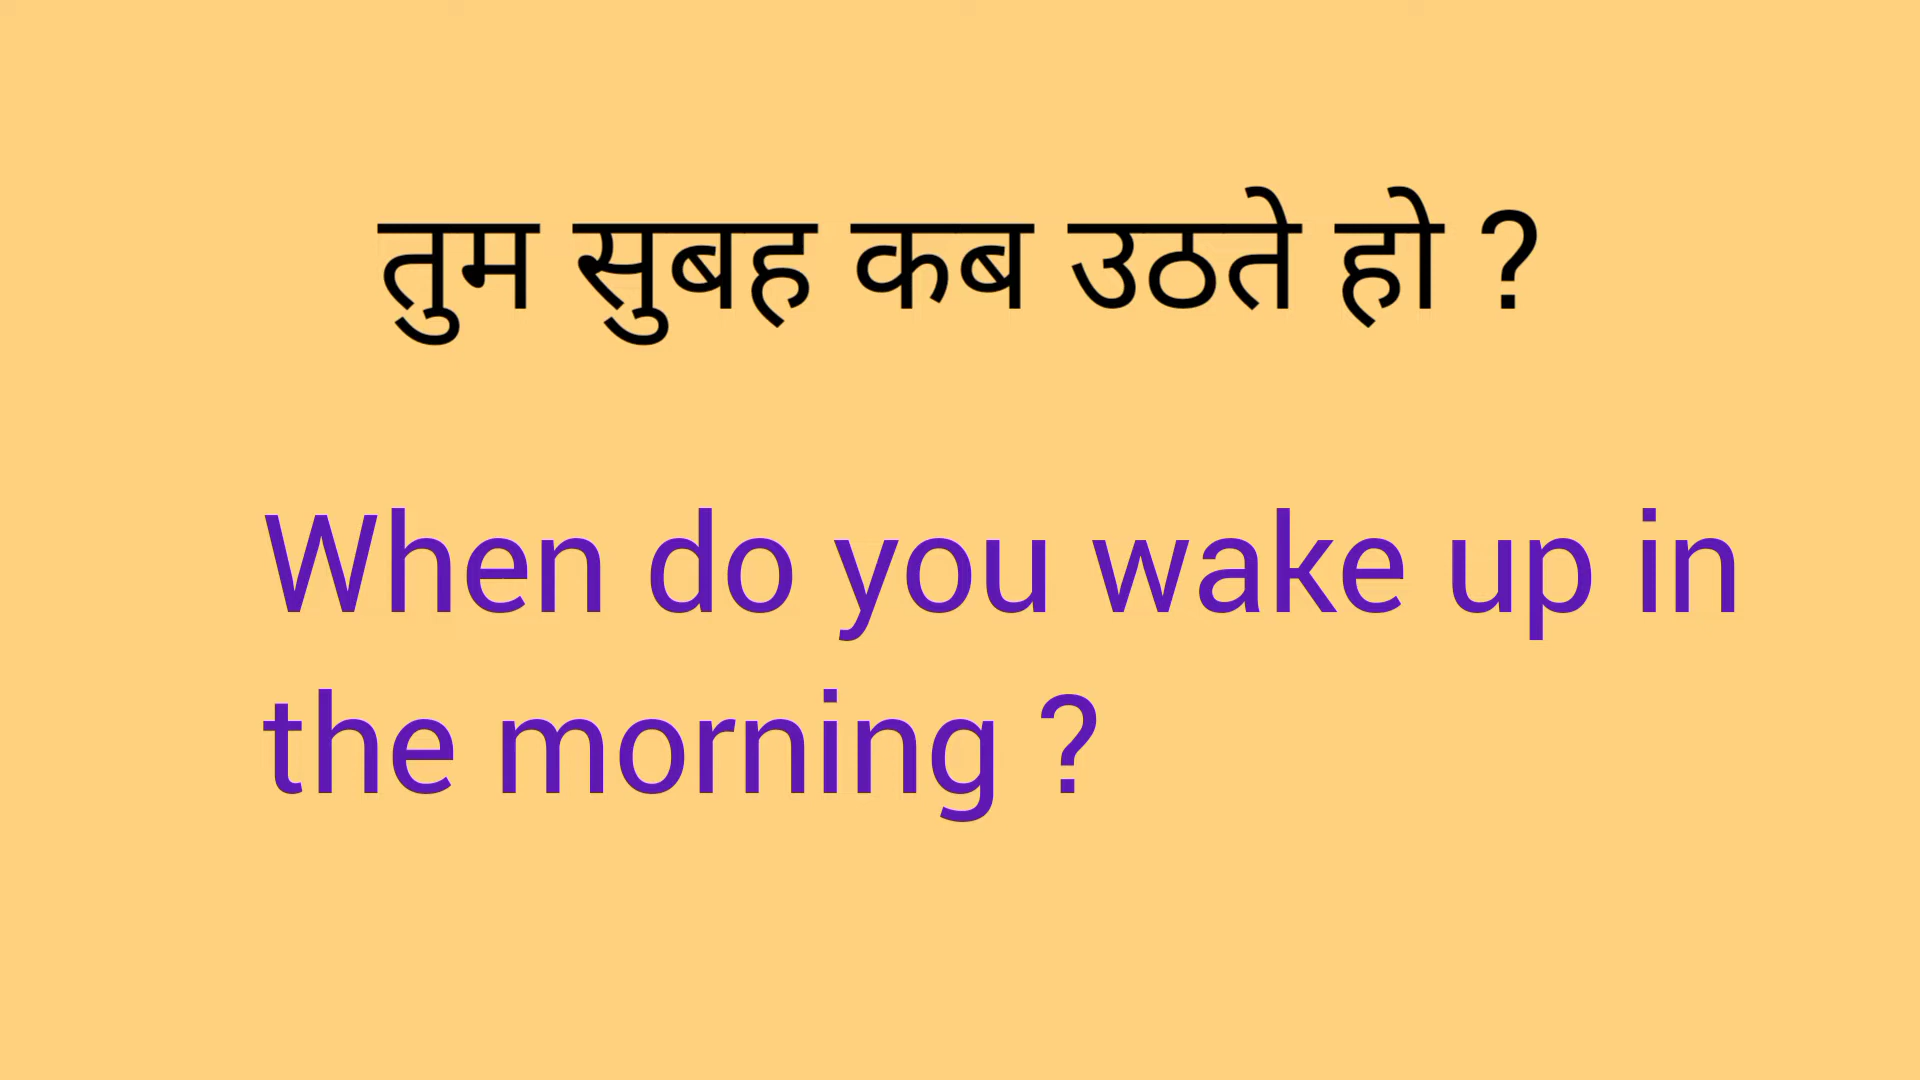 तुम सुबह कब उठते हो ?
When do you wake up in
the morning ?